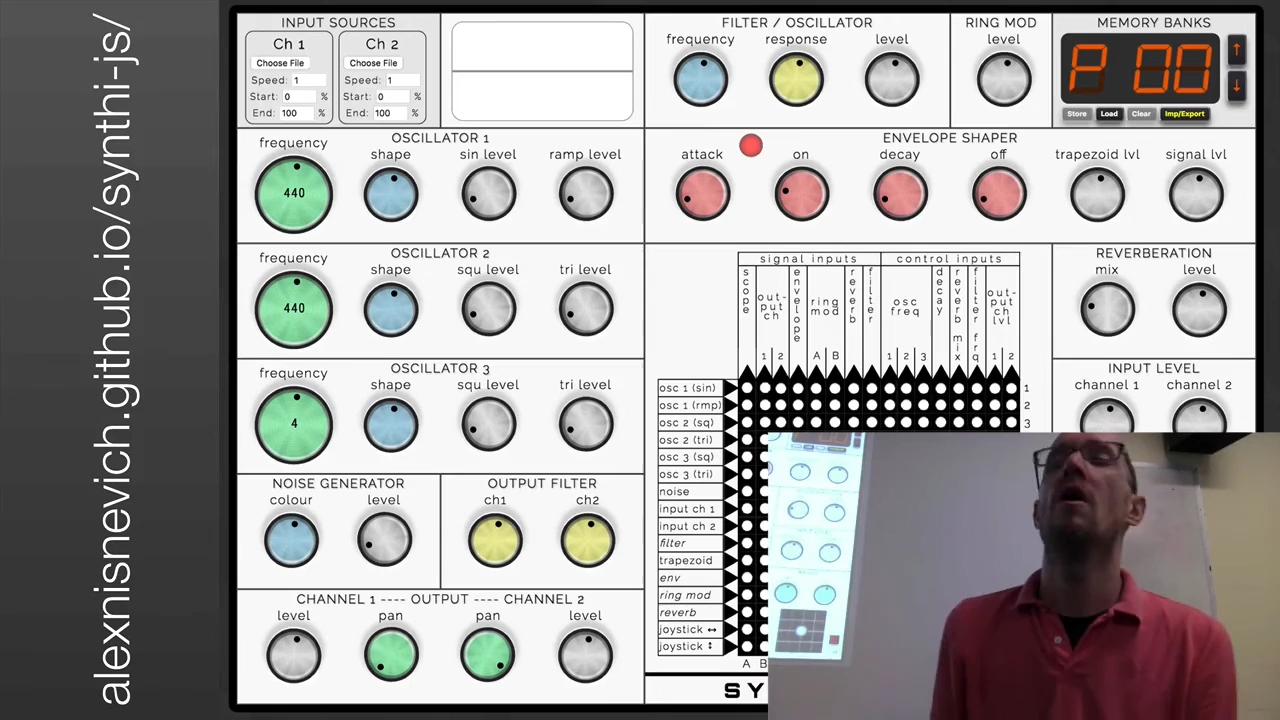 alexnisnevich.github.io/synthi-js/
INPUT SOURCES
Ch 1
Choose File
Speed: 1
Start: 0 %
End: 100 %
Ch 2
Choose File
Speed: 1
Start: 0 %
End: 100 %
FILTER / OSCILLATOR
frequency response level
RING MOD
level
MEMORY BANKS
P 00
↑
↓
Store Load Clear Imp/Export
OSCILLATOR 1
frequency shape sin level ramp level
440
ENVELOPE SHAPER
attack on decay off trapezoid lvl signal lvl
OSCILLATOR 2
frequency shape squ level tri level
440
OSCILLATOR 3
frequency shape squ level tri level
4
NOISE GENERATOR
colour level
OUTPUT FILTER
ch1 ch2
CHANNEL 1 ---- OUTPUT ---- CHANNEL 2
level pan pan level
signal inputs control inputs
scope
out-put ch
1 2
envelope
ring mod
A B
reverb
filter
osc freq
1 2 3
decay
reverb mix
filter frq
out-put ch lvl
1 2
osc 1 (sin) 1
osc 1 (rmp) 2
osc 2 (sq) 3
osc 2 (tri)
osc 3 (sq)
osc 3 (tri)
noise
input ch 1
input ch 2
filter
trapezoid
env
ring mod
reverb
joystick ↔
joystick ↕
A B
REVERBERATION
mix level
INPUT LEVEL
channel 1 channel 2
SY